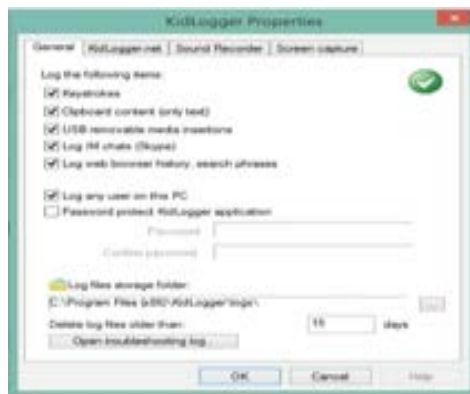 KidLogger Properties
General KidLogger.net Sound Recorder Screen capture
Log the following items:
Keystrokes
Clipboard content (only text)
USB removable media insertions
Log IM chats (Skype)
Log web browser history, search phrases
Log any user on this PC
Password protect KidLogger application
Password
Confirm password
Log files storage folder:
C:\Program Files (x86)\KidLogger\logs\
Delete log files older than: days
Open troubleshooting log...
OK Cancel Help